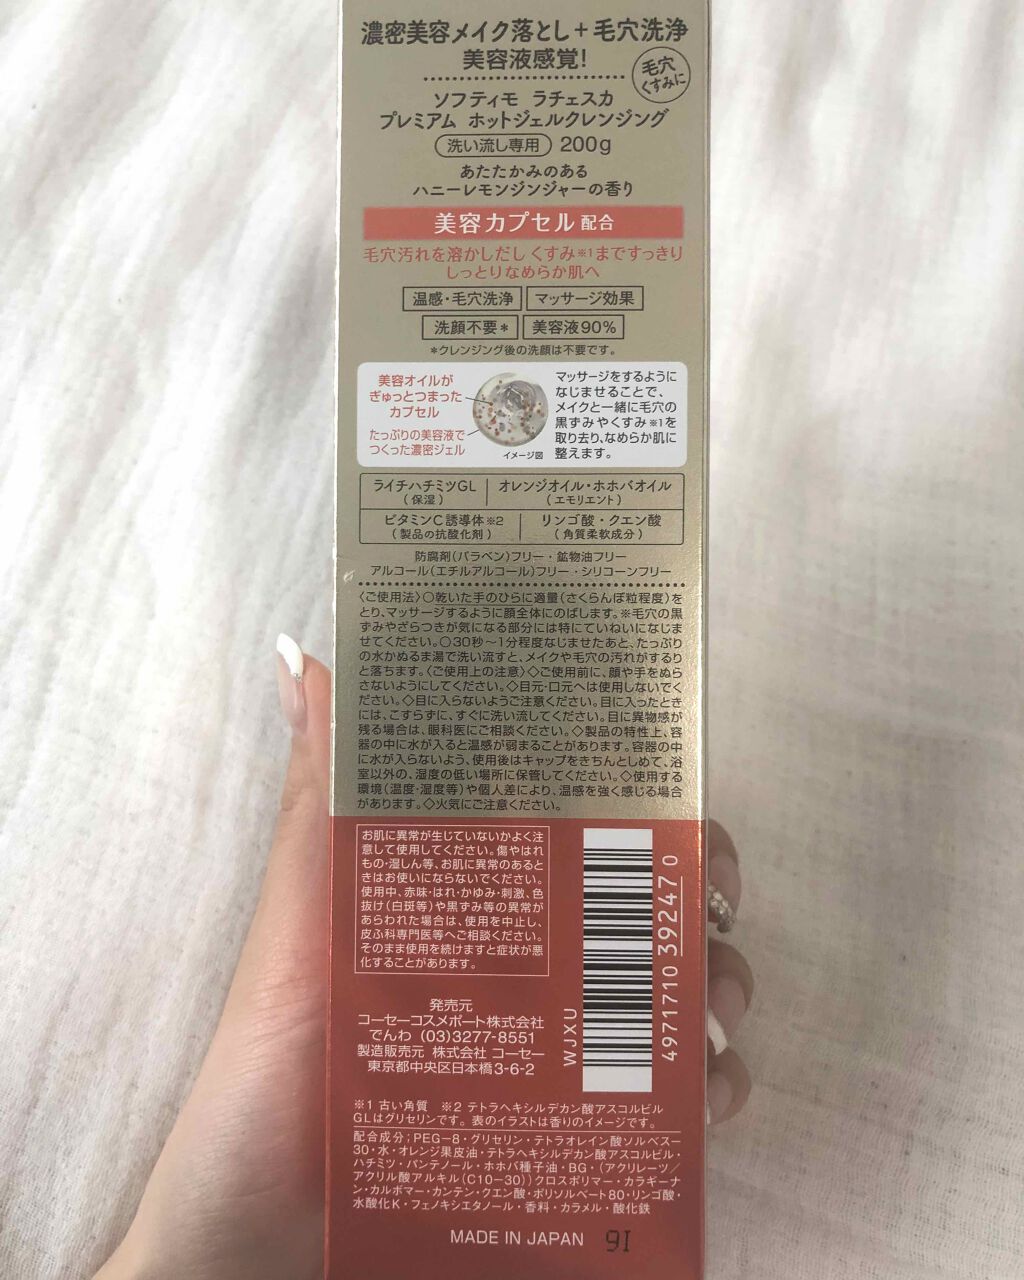 濃密美容メイク落とし+毛穴洗浄
美容液感覚!
毛穴
くすみに
ソフティモ ラチェスカ
プレミアム ホットジェルクレンジング
洗い流し専用 200g
あたたかみのある
ハニーレモンジンジャーの香り
美容カプセル 配合
毛穴汚れを溶かしだし くすみ※1まですっきり
しっとりなめらか肌へ
温感・毛穴洗浄 マッサージ効果
洗顔不要* 美容液90%
*クレンジング後の洗顔は不要です。
美容オイルが
ぎゅっとつまった
カプセル
たっぷりの美容液で
つくった濃密ジェル
イメージ図
マッサージをするように
なじませることで、
メイクと一緒に毛穴の
黒ずみやくすみ※1を
取り去り、なめらか肌に
整えます。
ライチハチミツGL オレンジオイル・ホホバオイル
(保湿) (エモリエント)
ビタミンC誘導体※2 リンゴ酸・クエン酸
(製品の抗酸化剤) (角質柔軟成分)
防腐剤(パラベン)フリー・鉱物油フリー
アルコール(エチルアルコール)フリー・シリコーンフリー
〈ご使用法〉○乾いた手のひらに適量(さくらんぼ粒程度)を
とり、マッサージするように顔全体にのばします。※毛穴の黒
ずみやざらつきが気になる部分には特にていねいになじま
せてください。○30秒〜1分程度なじませたあと、たっぷり
の水かぬるま湯で洗い流すと、メイクや毛穴の汚れがするり
と落ちます。〈ご使用上の注意〉◇ご使用前に、顔や手をぬら
さないようにしてください。◇目元・口元へは使用しないでく
ださい。◇目に入らないようご注意ください。目に入ったとき
には、こすらずに、すぐに洗い流してください。目に異物感が
残る場合は、眼科医にご相談ください。◇製品の特性上、容
器の中に水が入ると温感が弱まることがあります。容器の中
に水が入らないよう、使用後はキャップをきちんとしめて、浴
室以外の、湿度の低い場所に保管してください。◇使用する
環境(温度・湿度等)や個人差により、温感を強く感じる場合
があります。◇火気にご注意ください。
お肌に異常が生じていないかよく注
意して使用してください。傷やはれ
もの・湿しん等、お肌に異常のあると
きはお使いにならないでください。
使用中、赤味・はれ・かゆみ・刺激、色
抜け(白斑等)や黒ずみ等の異常が
あらわれた場合は、使用を中止し、
皮ふ科専門医等へご相談ください。
そのまま使用を続けますと症状が悪
化することがあります。
発売元
コーセーコスメポート株式会社
でんわ (03)3277-8551
製造販売元 株式会社 コーセー
東京都中央区日本橋3-6-2
WJXU
4971710 392470
※1 古い角質 ※2 テトラヘキシルデカン酸アスコルビル
GLはグリセリンです。表のイラストは香りのイメージです。
配合成分;PEG-8・グリセリン・テトラオレイン酸ソルベス-
30・水・オレンジ果皮油・テトラヘキシルデカン酸アスコルビル・
ハチミツ・パンテノール・ホホバ種子油・BG・(アクリレーツ/
アクリル酸アルキル(C10-30))クロスポリマー・カラギーナ
ン・カルボマー・カンテン・クエン酸・ポリソルベート80・リンゴ酸・
水酸化K・フェノキシエタノール・香料・カラメル・酸化鉄
MADE IN JAPAN 9I